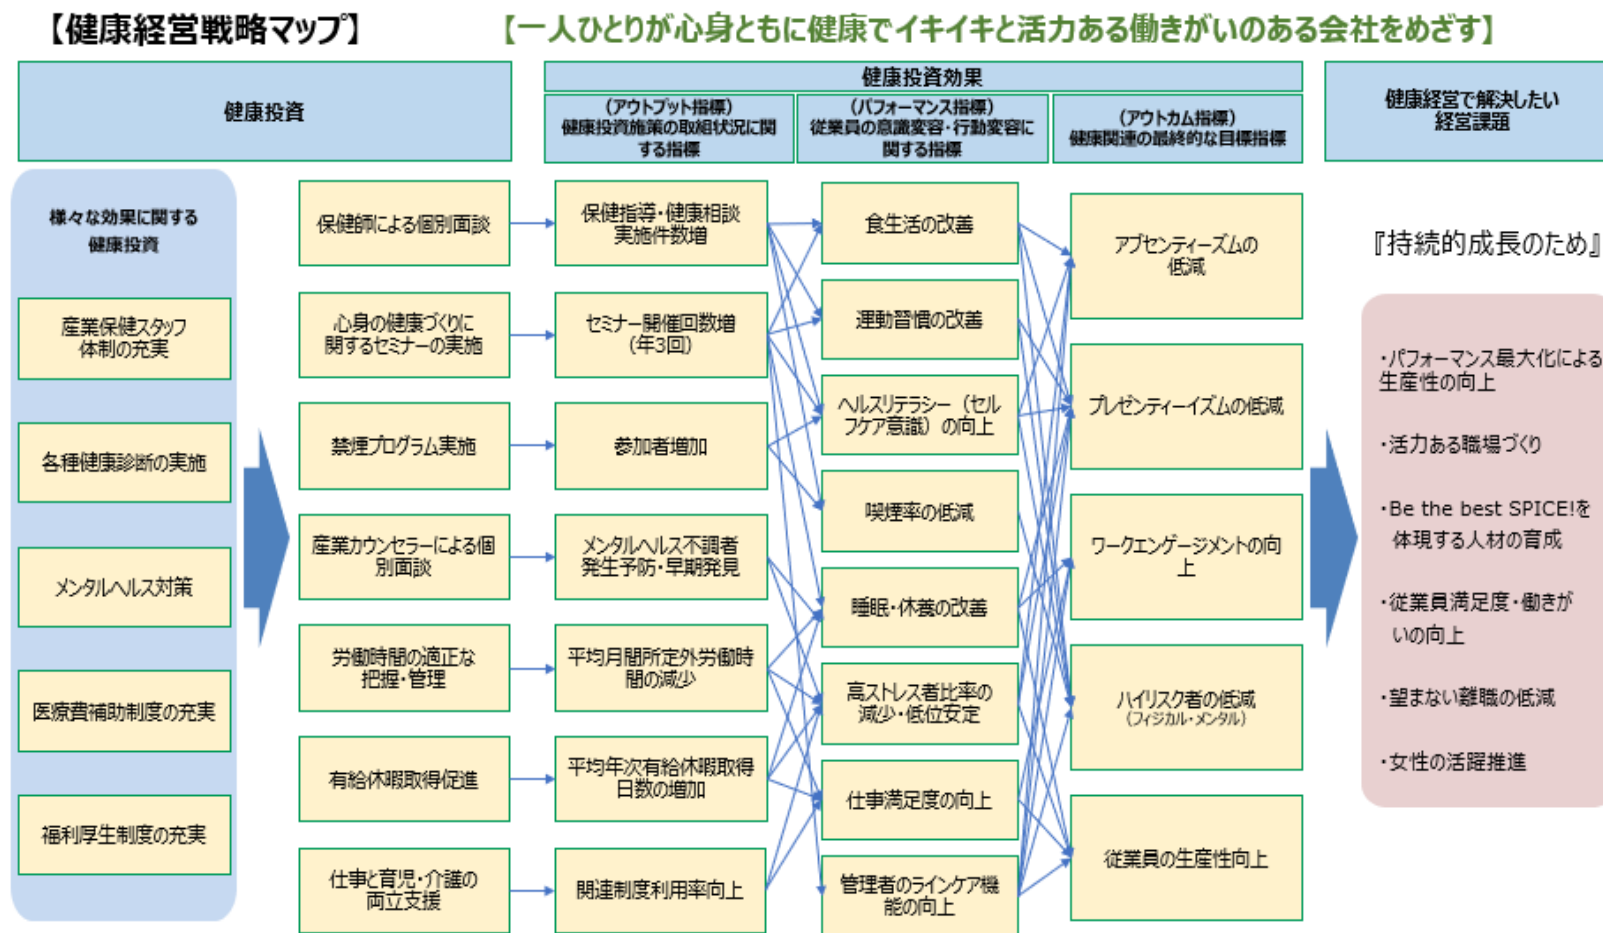 【健康経営戦略マップ】
【一人ひとりが心身ともに健康でイキイキと活力ある働きがいのある会社をめざす】
健康投資
健康投資効果
(アウトプット指標)
健康投資施策の取組状況に関
する指標
(パフォーマンス指標)
従業員の意識変容・行動変容に
関する指標
(アウトカム指標)
健康関連の最終的な目標指標
健康経営で解決したい
経営課題
様々な効果に関する
健康投資
産業保健スタッフ
体制の充実
各種健康診断の実施
メンタルヘルス対策
医療費補助制度の充実
福利厚生制度の充実
保健師による個別面談
心身の健康づくりに
関するセミナーの実施
禁煙プログラム実施
産業カウンセラーによる個
別面談
労働時間の適正な
把握・管理
有給休暇取得促進
仕事と育児・介護の
両立支援
保健指導・健康相談
実施件数増
セミナー開催回数増
(年3回)
参加者増加
メンタルヘルス不調者
発生予防・早期発見
平均月間所定外労働時
間の減少
平均年次有給休暇取得
日数の増加
関連制度利用率向上
食生活の改善
運動習慣の改善
ヘルスリテラシー(セル
フケア意識)の向上
喫煙率の低減
睡眠・休養の改善
高ストレス者比率の
減少・低位安定
仕事満足度の向上
管理者のラインケア機
能の向上
アブセンティーズムの
低減
プレゼンティーイズムの低減
ワークエンゲージメントの向
上
ハイリスク者の低減
(フィジカル・メンタル)
従業員の生産性向上
『持続的成長のため』
・パフォーマンス最大化による
生産性の向上
・活力ある職場づくり
・Be the best SPICE!を
体現する人材の育成
・従業員満足度・働きが
いの向上
・望まない離職の低減
・女性の活躍推進